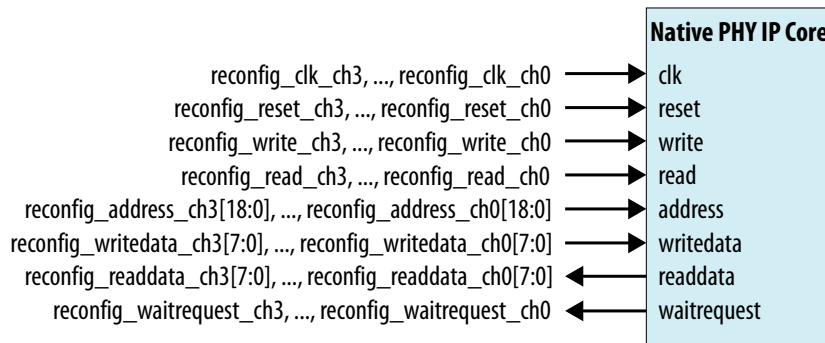 Native PHY IP Core
reconfig_clk_ch3, ..., reconfig_clk_ch0 clk
reconfig_reset_ch3, ..., reconfig_reset_ch0 reset
reconfig_write_ch3, ..., reconfig_write_ch0 write
reconfig_read_ch3, ..., reconfig_read_ch0 read
reconfig_address_ch3[18:0], ..., reconfig_address_ch0[18:0] address
reconfig_writedata_ch3[7:0], ..., reconfig_writedata_ch0[7:0] writedata
reconfig_readdata_ch3[7:0], ..., reconfig_readdata_ch0[7:0] readdata
reconfig_waitrequest_ch3, ..., reconfig_waitrequest_ch0 waitrequest